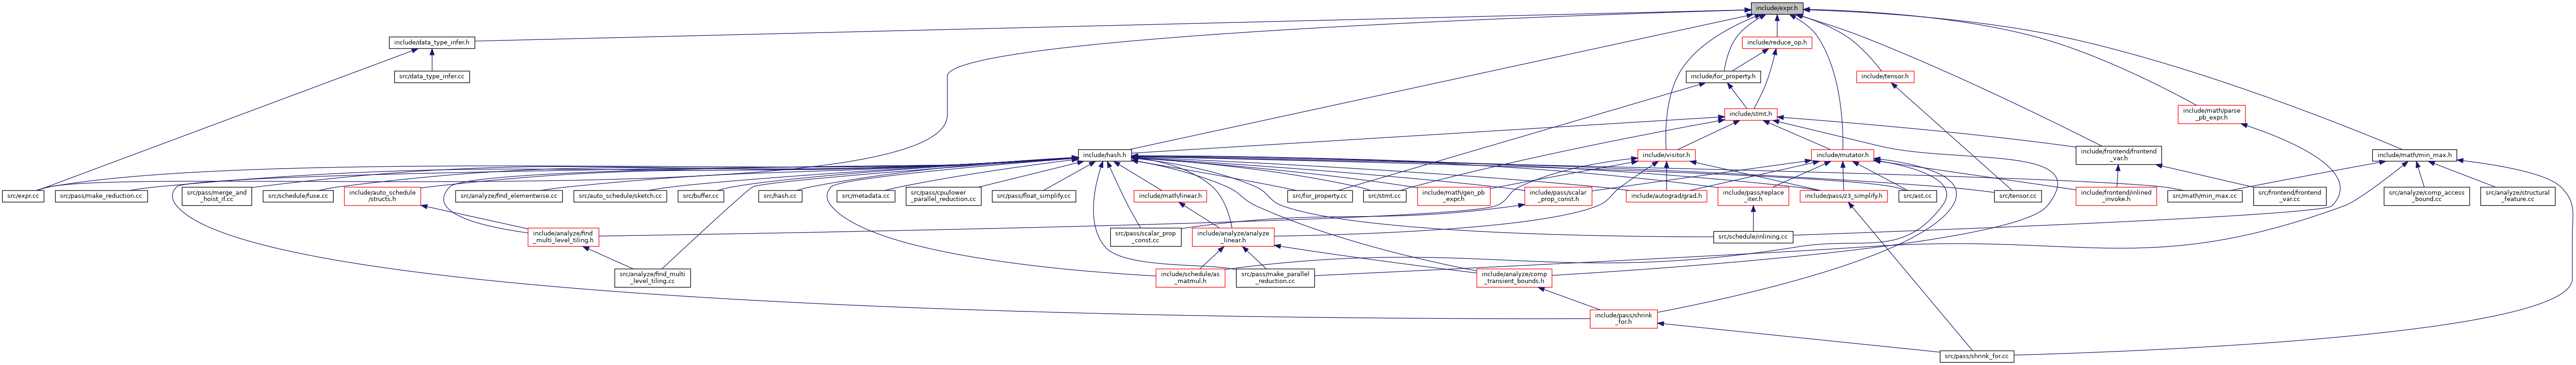 include/expr.h
include/data_type_infer.h
include/reduce_op.h
src/data_type_infer.cc
include/for_property.h
include/tensor.h
include/stmt.h
include/math/parse
_pb_expr.h
include/hash.h
include/visitor.h
include/mutator.h
include/frontend/frontend
_var.h
include/math/min_max.h
src/expr.cc
src/pass/make_reduction.cc
src/pass/merge_and
_hoist_if.cc
src/schedule/fuse.cc
include/auto_schedule
/structs.h
src/analyze/find_elementwise.cc
src/auto_schedule/sketch.cc
src/buffer.cc
src/hash.cc
src/metadata.cc
src/pass/cpu/lower
_parallel_reduction.cc
src/pass/float_simplify.cc
include/math/linear.h
src/for_property.cc
src/stmt.cc
include/math/gen_pb
_expr.h
include/pass/scalar
_prop_const.h
include/autograd/grad.h
include/pass/replace
_iter.h
include/pass/z3_simplify.h
src/ast.cc
src/tensor.cc
include/frontend/inlined
_invoke.h
src/math/min_max.cc
src/frontend/frontend
_var.cc
src/analyze/comp_access
_bound.cc
src/analyze/structural
_feature.cc
include/analyze/find
_multi_level_tiling.h
src/pass/scalar_prop
_const.cc
include/analyze/analyze
_linear.h
src/schedule/inlining.cc
src/analyze/find_multi
_level_tiling.cc
include/schedule/as
_matmul.h
src/pass/make_parallel
_reduction.cc
include/analyze/comp
_transient_bounds.h
include/pass/shrink
_for.h
src/pass/shrink_for.cc